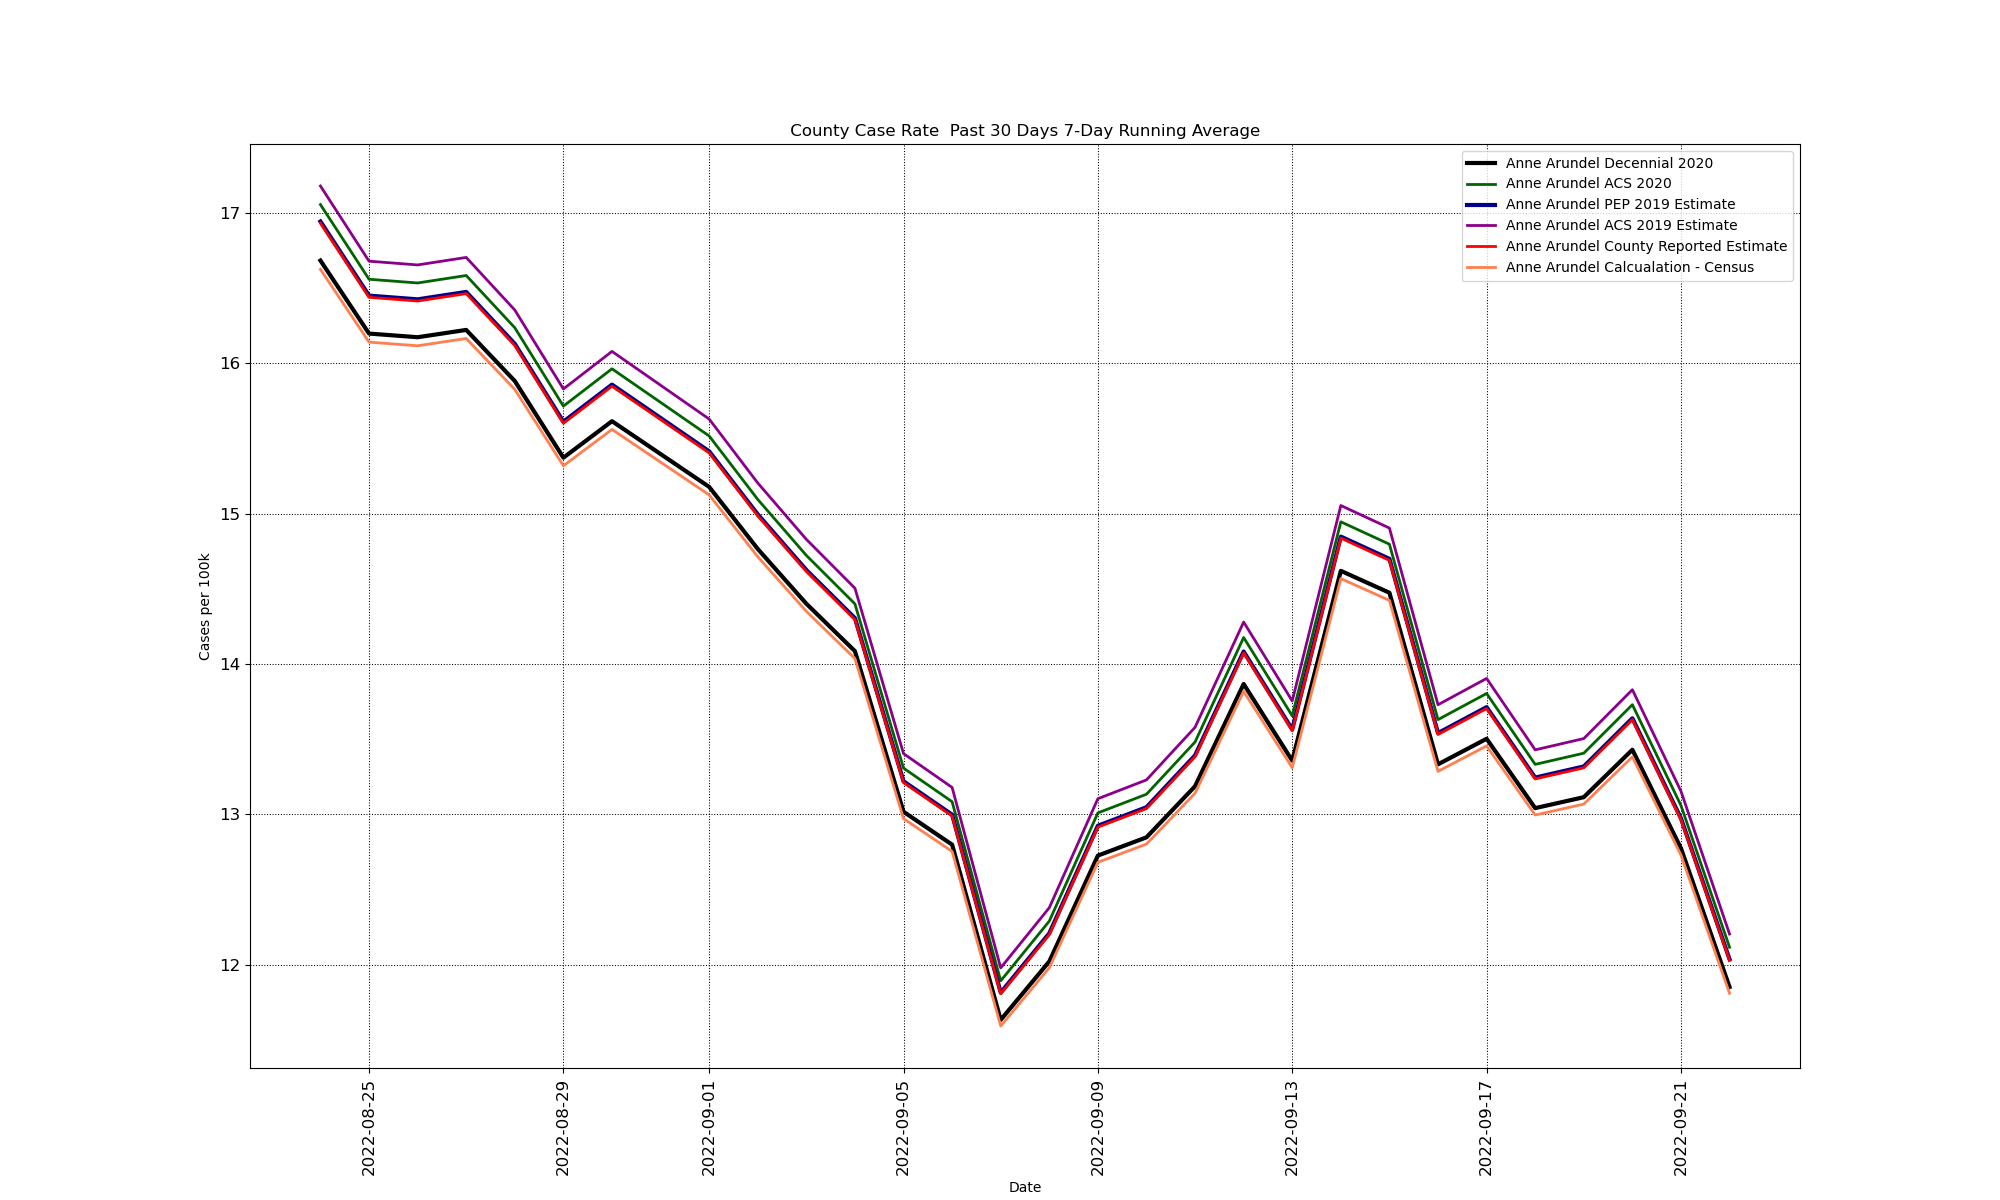 County Case Rate  Past 30 Days 7-Day Running Average
Anne Arundel Decennial 2020
Anne Arundel ACS 2020
Anne Arundel PEP 2019 Estimate
Anne Arundel ACS 2019 Estimate
Anne Arundel County Reported Estimate
Anne Arundel Calcualation - Census
17
16
15
14
13
12
Cases per 100k
2022-08-25
2022-08-29
2022-09-01
2022-09-05
2022-09-09
2022-09-13
2022-09-17
2022-09-21
Date